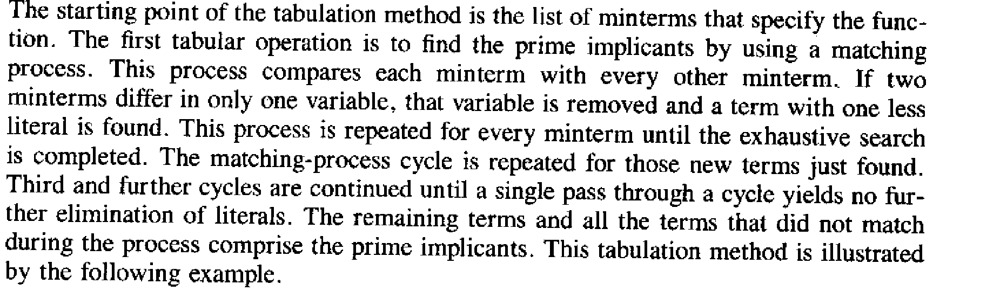 The starting point of the tabulation method is the list of minterms that specify the func-
tion. The first tabular operation is to find the prime implicants by using a matching
process. This process compares each minterm with every other minterm. If two
minterms differ in only one variable, that variable is removed and a term with one less
literal is found. This process is repeated for every minterm until the exhaustive search
is completed. The matching-process cycle is repeated for those new terms just found.
Third and further cycles are continued until a single pass through a cycle yields no fur-
ther elimination of literals. The remaining terms and all the terms that did not match
during the process comprise the prime implicants. This tabulation method is illustrated
by the following example.